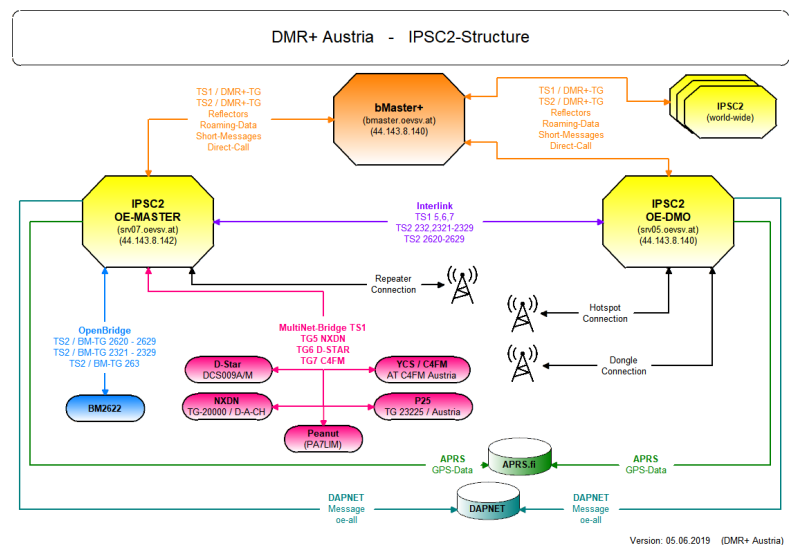 DMR+ Austria - IPSC2-Structure
TS1 / DMR+-TG
TS2 / DMR+-TG
Reflectors
Roaming-Data
Short-Messages
Direct-Call
bMaster+
(bmaster.oevsv.at)
(44.143.8.140)
TS1 / DMR+-TG
TS2 / DMR+-TG
Reflectors
Roaming-Data
Short-Messages
Direct-Call
IPSC2
(world-wide)
IPSC2
OE-MASTER
(srv07.oevsv.at)
(44.143.8.142)
Interlink
TS1 5,6,7
TS2 232,2321-2329
TS2 2620-2629
IPSC2
OE-DMO
(srv05.oevsv.at)
(44.143.8.140)
Repeater
Connection
Hotspot
Connection
Dongle
Connection
OpenBridge
TS2 / BM-TG 2620 - 2629
TS2 / BM-TG 2321 - 2329
TS2 / BM-TG 263
MultiNet-Bridge TS1
TG5 NXDN
TG6 D-STAR
TG7 C4FM
D-Star
DCS009A/M
YCS / C4FM
AT C4FM Austria
NXDN
TG-20000 / D-A-CH
P25
TG 23225 / Austria
Peanut
(PA7LIM)
BM2622
APRS
GPS-Data
APRS.fi
APRS
GPS-Data
DAPNET
Message
oe-all
DAPNET
DAPNET
Message
oe-all
Version: 05.06.2019 (DMR+ Austria)